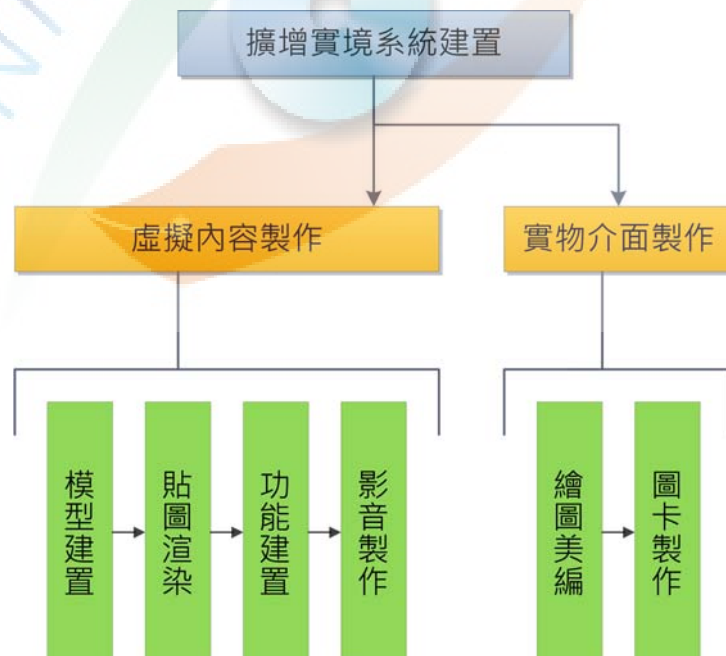 擴增實境系統建置
虛擬內容製作
實物介面製作
模型建置
貼圖渲染
功能建置
影音製作
繪圖美編
圖卡製作